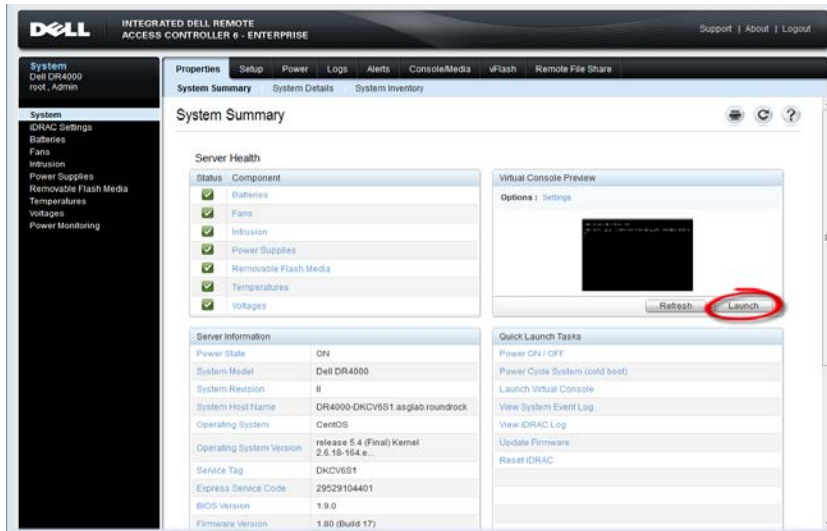 DELL
INTEGRATED DELL REMOTE
ACCESS CONTROLLER 6 - ENTERPRISE
Support | About | Logout
System
Dell DR4000
root , Admin
System
iDRAC Settings
Batteries
Fans
Intrusion
Power Supplies
Removable Flash Media
Temperatures
Voltages
Power Monitoring
Properties Setup Power Logs Alerts Console/Media vFlash Remote File Share
System Summary System Details System Inventory
System Summary
Server Health
Status Component
Batteries
Fans
Intrusion
Power Supplies
Removable Flash Media
Temperatures
Voltages
Virtual Console Preview
Options : Settings
Refresh Launch
Server Information
Power State ON
System Model Dell DR4000
System Revision II
System Host Name DR4000-DKCV6S1.asglab.roundrock
Operating System CentOS
Operating System Version release 5.4 (Final) Kernel
2.6.18-164.e...
Service Tag DKCV6S1
Express Service Code 29529104401
BIOS Version 1.9.0
Firmware Version 1.80 (Build 17)
Quick Launch Tasks
Power ON / OFF
Power Cycle System (cold boot)
Launch Virtual Console
View System Event Log
View iDRAC Log
Update Firmware
Reset iDRAC